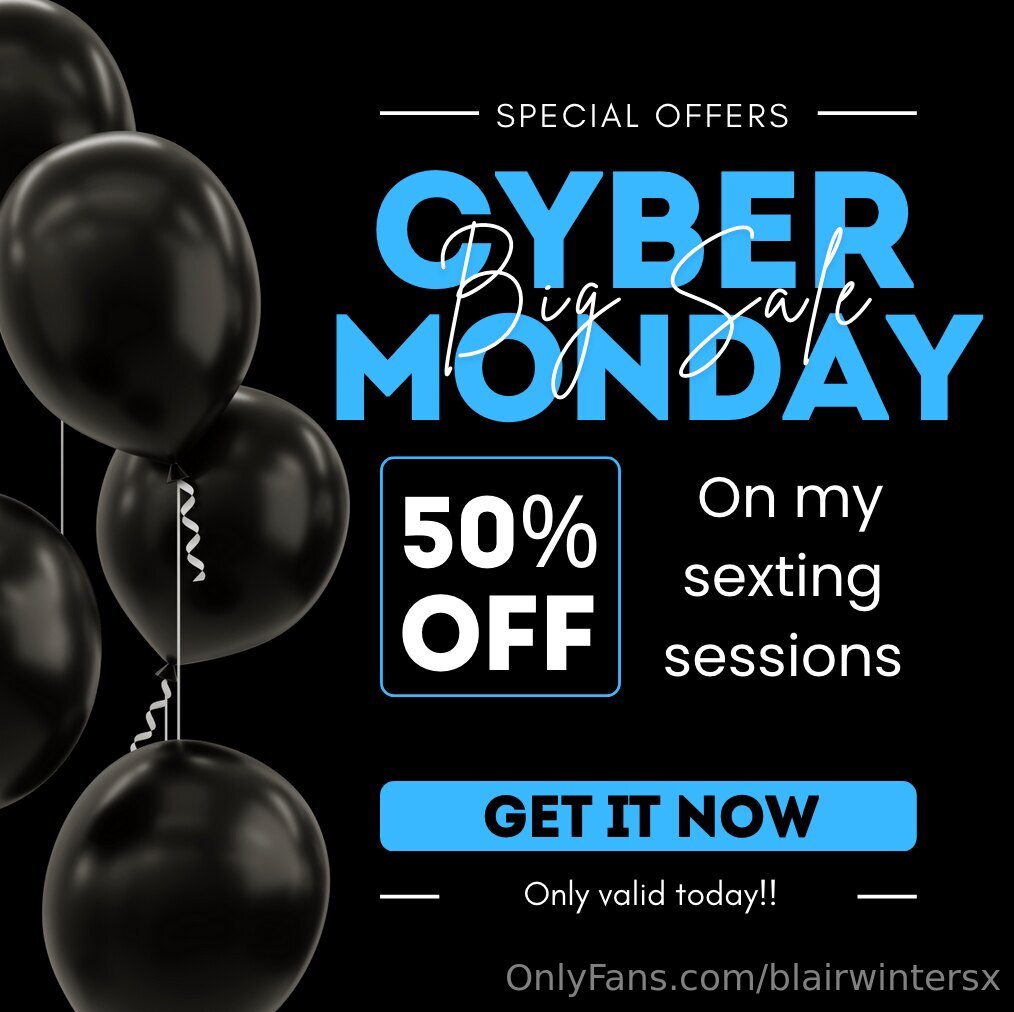 SPECIAL OFFERS
CYBER
Big Sale
MONDAY
50%
OFF
On my
sexting
sessions
GET IT NOW
Only valid today!!
OnlyFans.com/blairwintersx